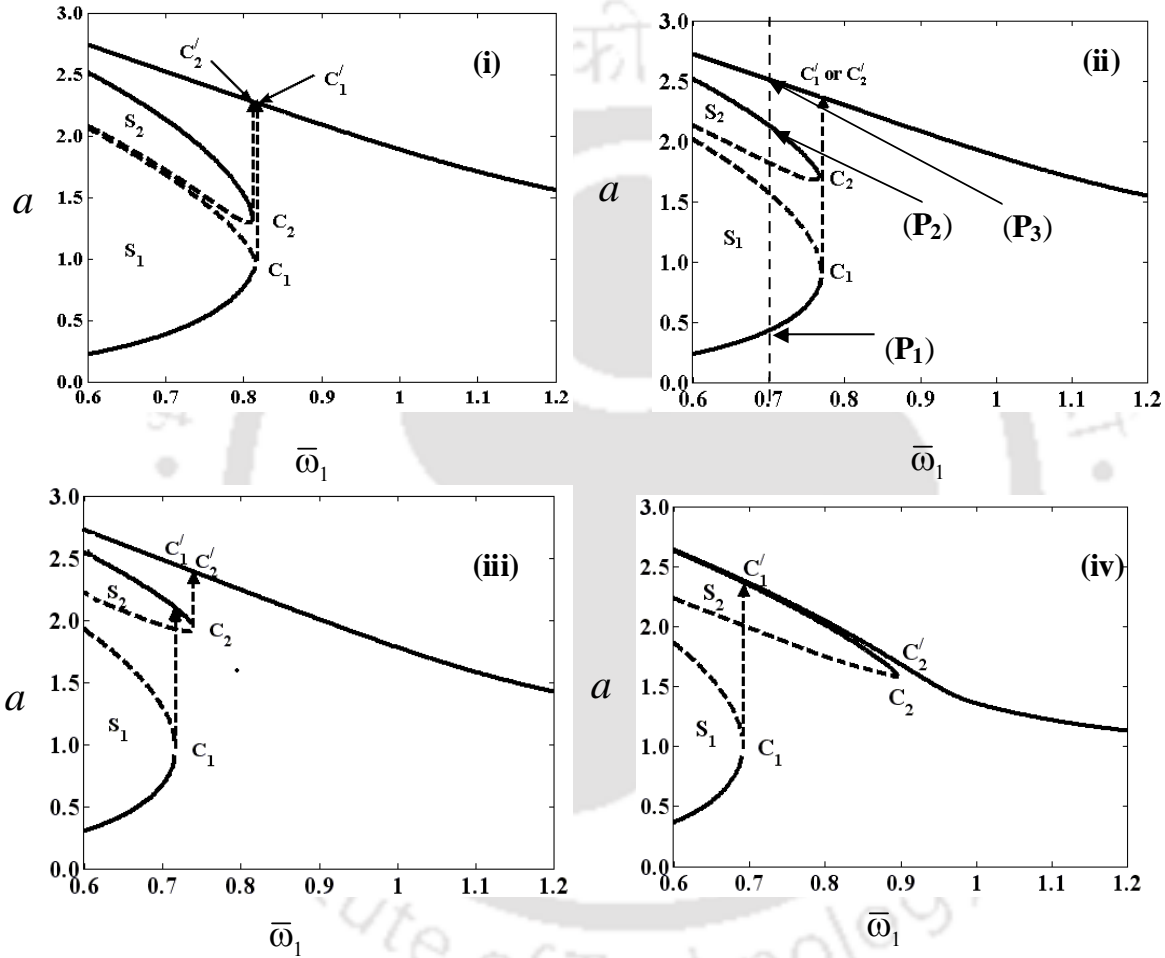 3.0
2.5
2.0
1.5
1.0
0.5
0.0
0.6
0.7
0.8
0.9
1
1.1
1.2
a
ω̅₁
(i)
C₂′
C₁′
S₂
S₁
C₂
C₁
3.0
2.5
2.0
1.5
1.0
0.5
0.0
0.6
0.7
0.8
0.9
1
1.1
1.2
a
ω̅₁
(ii)
C₁′ or C₂′
S₂
S₁
C₂
C₁
(P₂)
(P₃)
(P₁)
3.0
2.5
2.0
1.5
1.0
0.5
0.0
0.6
0.7
0.8
0.9
1
1.1
1.2
a
ω̅₁
(iii)
C₁′ C₂′
S₂
S₁
C₂
C₁
3.0
2.5
2.0
1.5
1.0
0.5
0.0
0.6
0.7
0.8
0.9
1
1.1
1.2
a
ω̅₁
(iv)
C₁′
S₂
C₂′
C₂
S₁
C₁
ute of Technology